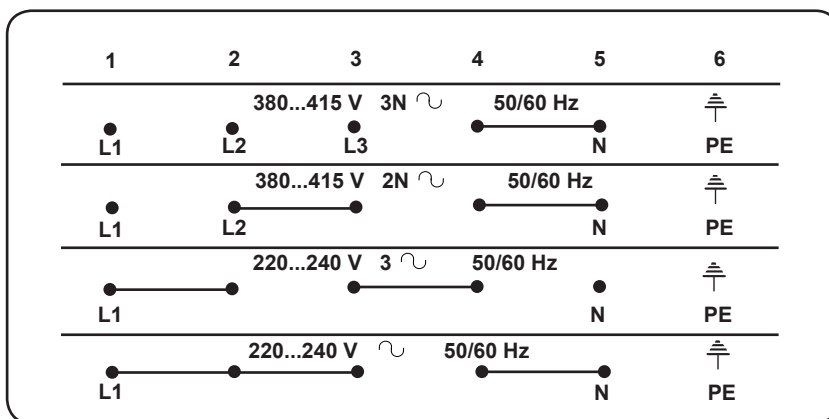 1 2 3 4 5 6
380...415 V 3N 50/60 Hz
L1 L2 L3 N PE
380...415 V 2N 50/60 Hz
L1 L2 N PE
220...240 V 3 50/60 Hz
L1 N PE
220...240 V 50/60 Hz
L1 N PE